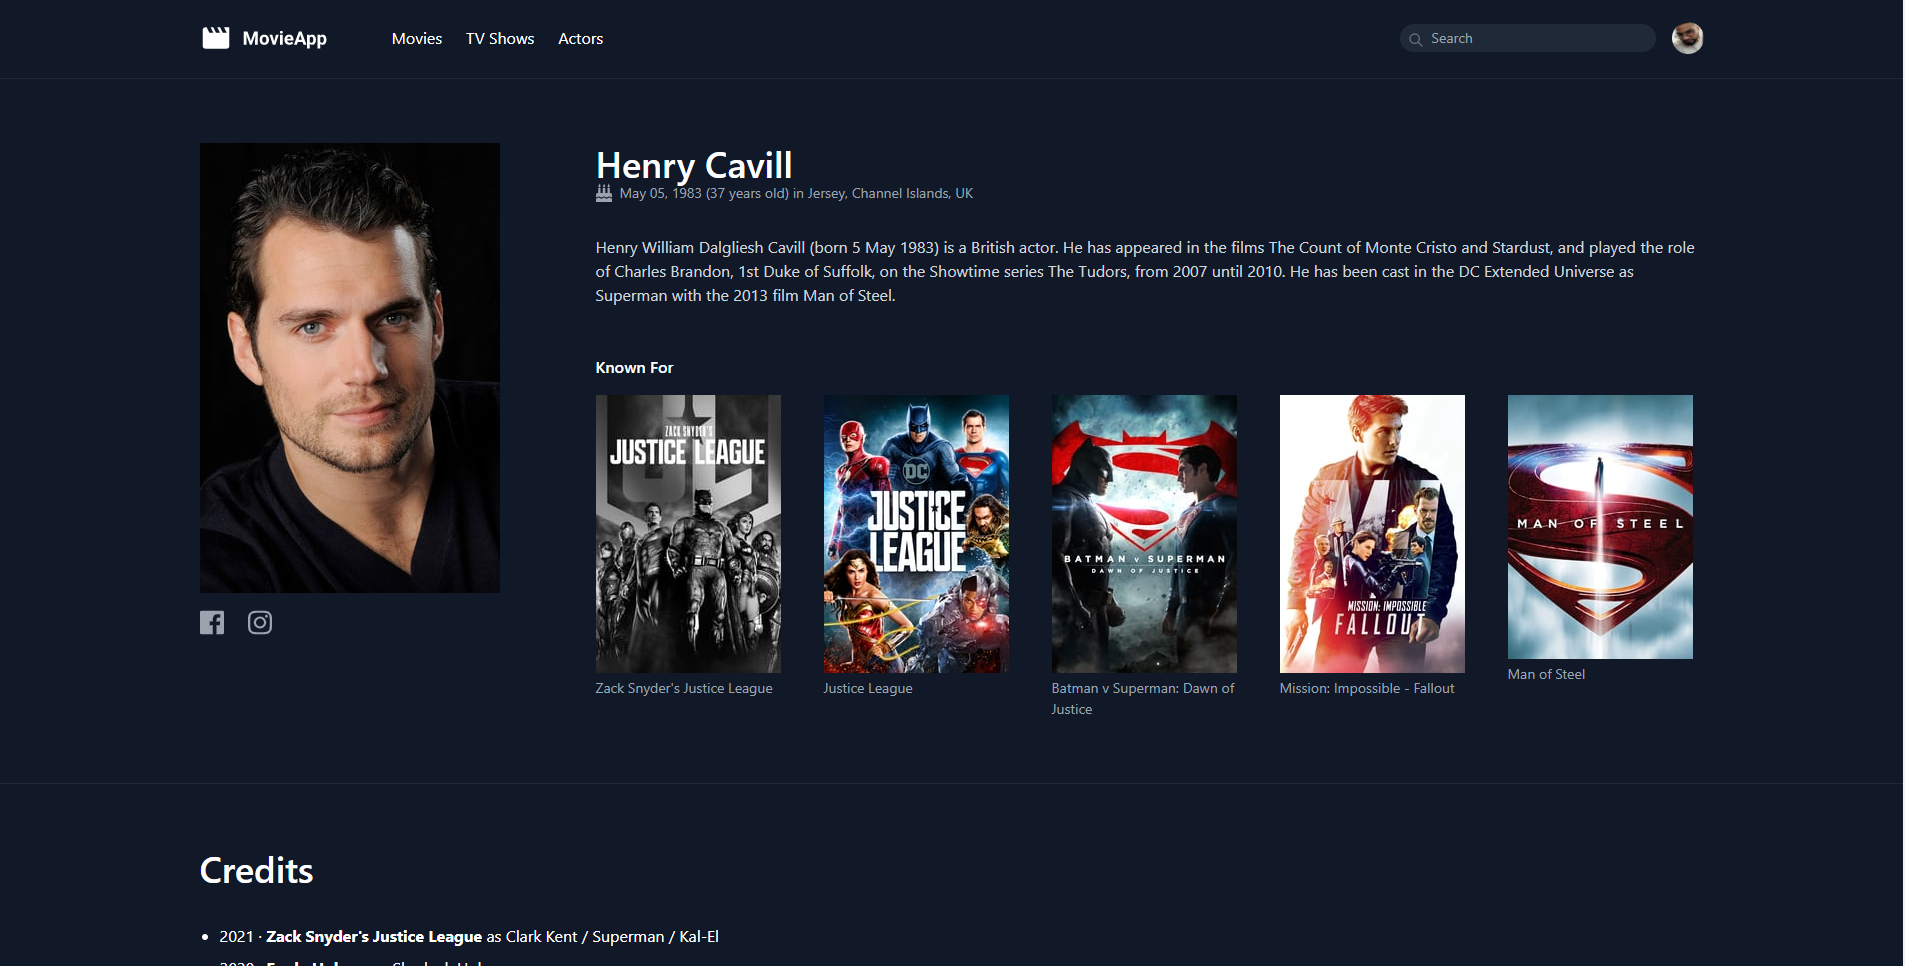 MovieApp
Movies
TV Shows
Actors
Search
Henry Cavill
May 05, 1983 (37 years old) in Jersey, Channel Islands, UK
Henry William Dalgliesh Cavill (born 5 May 1983) is a British actor. He has appeared in the films The Count of Monte Cristo and Stardust, and played the role
of Charles Brandon, 1st Duke of Suffolk, on the Showtime series The Tudors, from 2007 until 2010. He has been cast in the DC Extended Universe as
Superman with the 2013 film Man of Steel.
Known For
ZACK SNYDER'S
JUSTICE LEAGUE
Zack Snyder's Justice League
DC
JUSTICE
LEAGUE
Justice League
BATMAN v SUPERMAN
DAWN OF JUSTICE
Batman v Superman: Dawn of
Justice
MISSION: IMPOSSIBLE
FALLOUT
Mission: Impossible - Fallout
MAN OF STEEL
Man of Steel
Credits
• 2021 · Zack Snyder's Justice League as Clark Kent / Superman / Kal-El